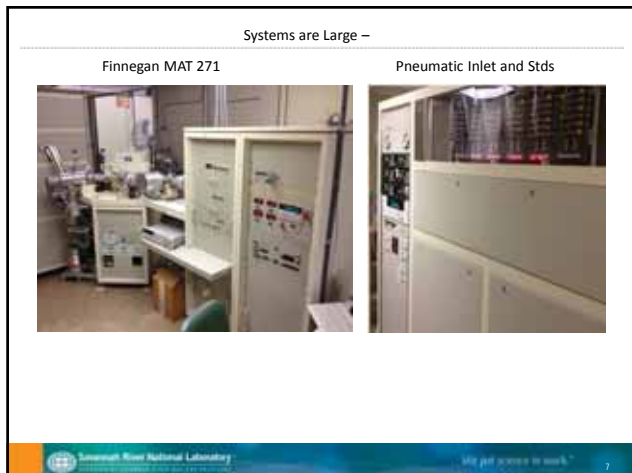 Systems are Large –
Finnegan MAT 271
Pneumatic Inlet and Stds
Savannah River National Laboratory
We put science to work.™
7